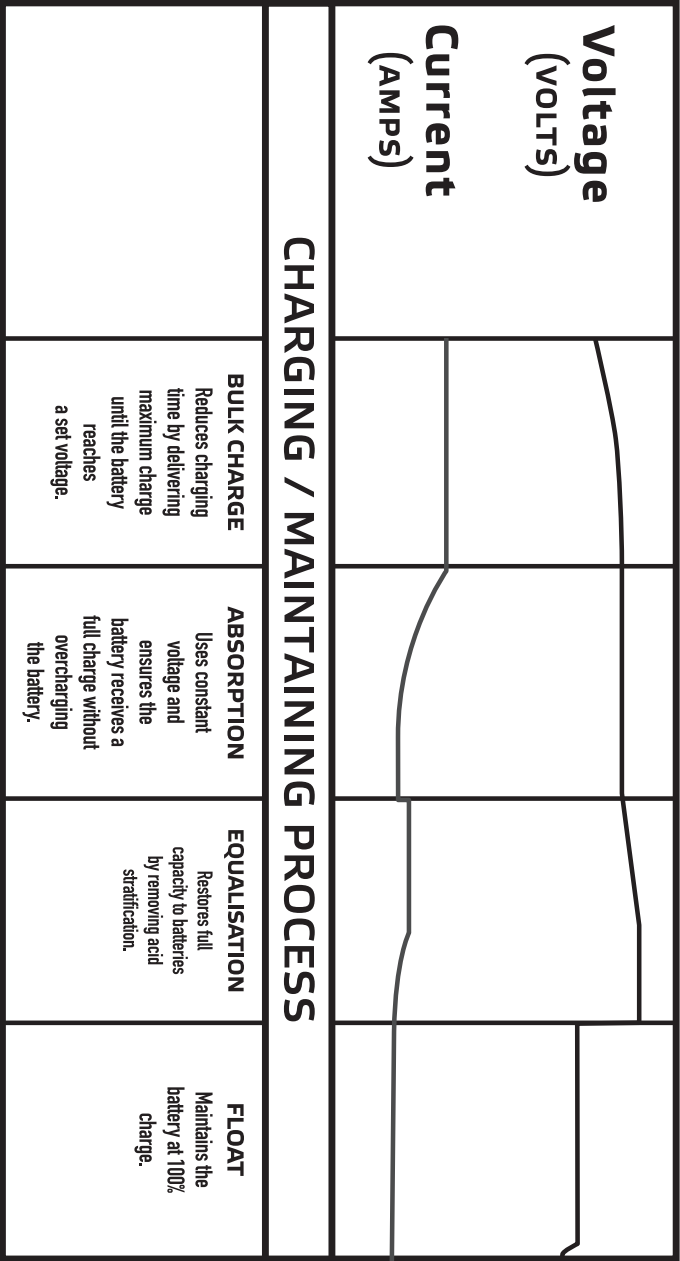 Voltage
(VOLTS)
Current
(AMPS)
CHARGING / MAINTAINING PROCESS
BULK CHARGE
Reduces charging
time by delivering
maximum charge
until the battery
reaches
a set voltage.
ABSORPTION
Uses constant
voltage and
ensures the
battery receives a
full charge without
overcharging
the battery.
EQUALISATION
Restores full
capacity to batteries
by removing acid
stratification.
FLOAT
Maintains the
battery at 100%
charge.